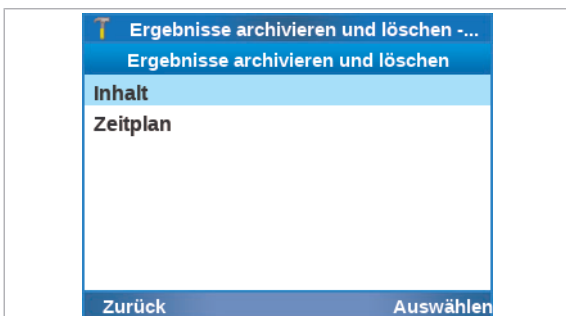 Ergebnisse archivieren und löschen -...
Ergebnisse archivieren und löschen
Inhalt
Zeitplan
Zurück Auswählen